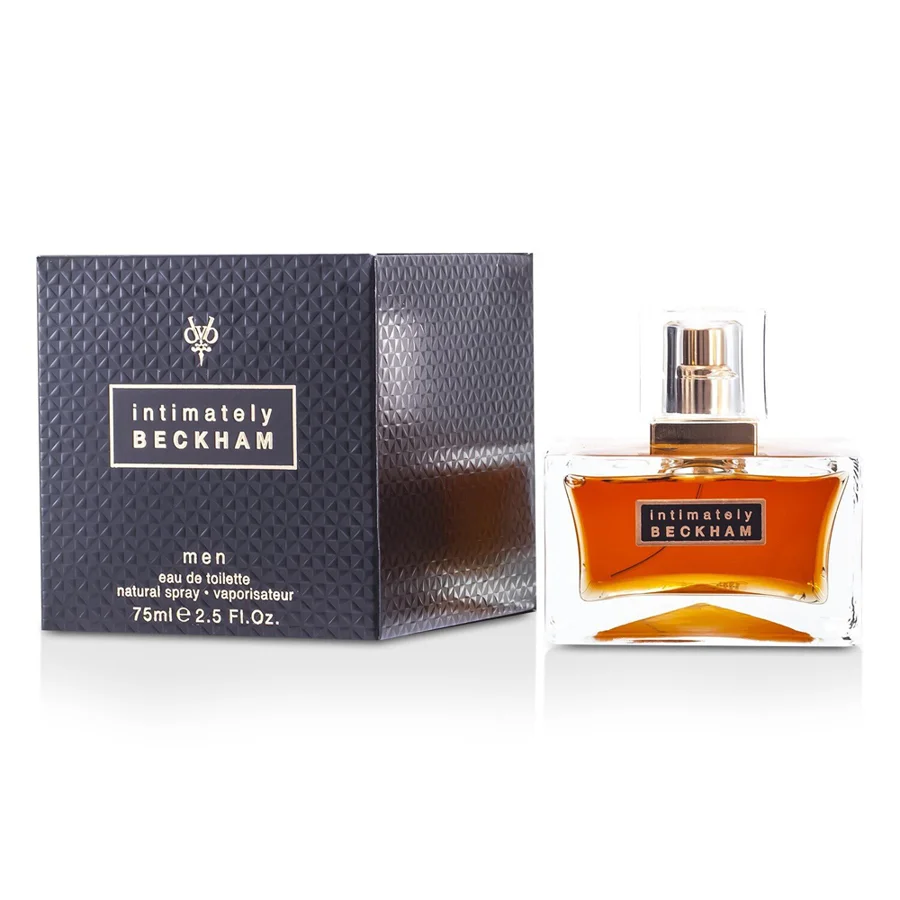 intimately
BECKHAM
men
eau de toilette
natural spray • vaporisateur
75ml ℮ 2.5 Fl.Oz.
intimately
BECKHAM